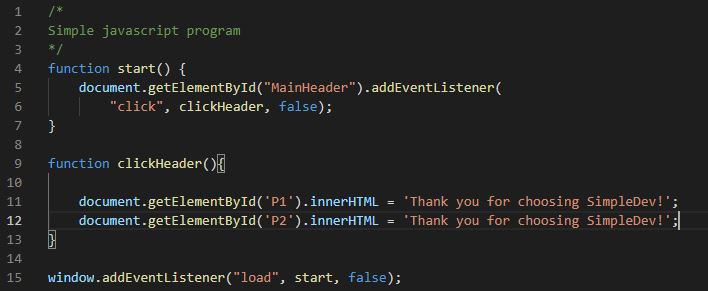 1 /*
2 Simple javascript program
3 */
4 function start() {
5     document.getElementById("MainHeader").addEventListener(
6         "click", clickHeader, false);
7 }
8
9 function clickHeader(){
10
11     document.getElementById('P1').innerHTML = 'Thank you for choosing SimpleDev!';
12     document.getElementById('P2').innerHTML = 'Thank you for choosing SimpleDev!';
13 }
14
15 window.addEventListener("load", start, false);